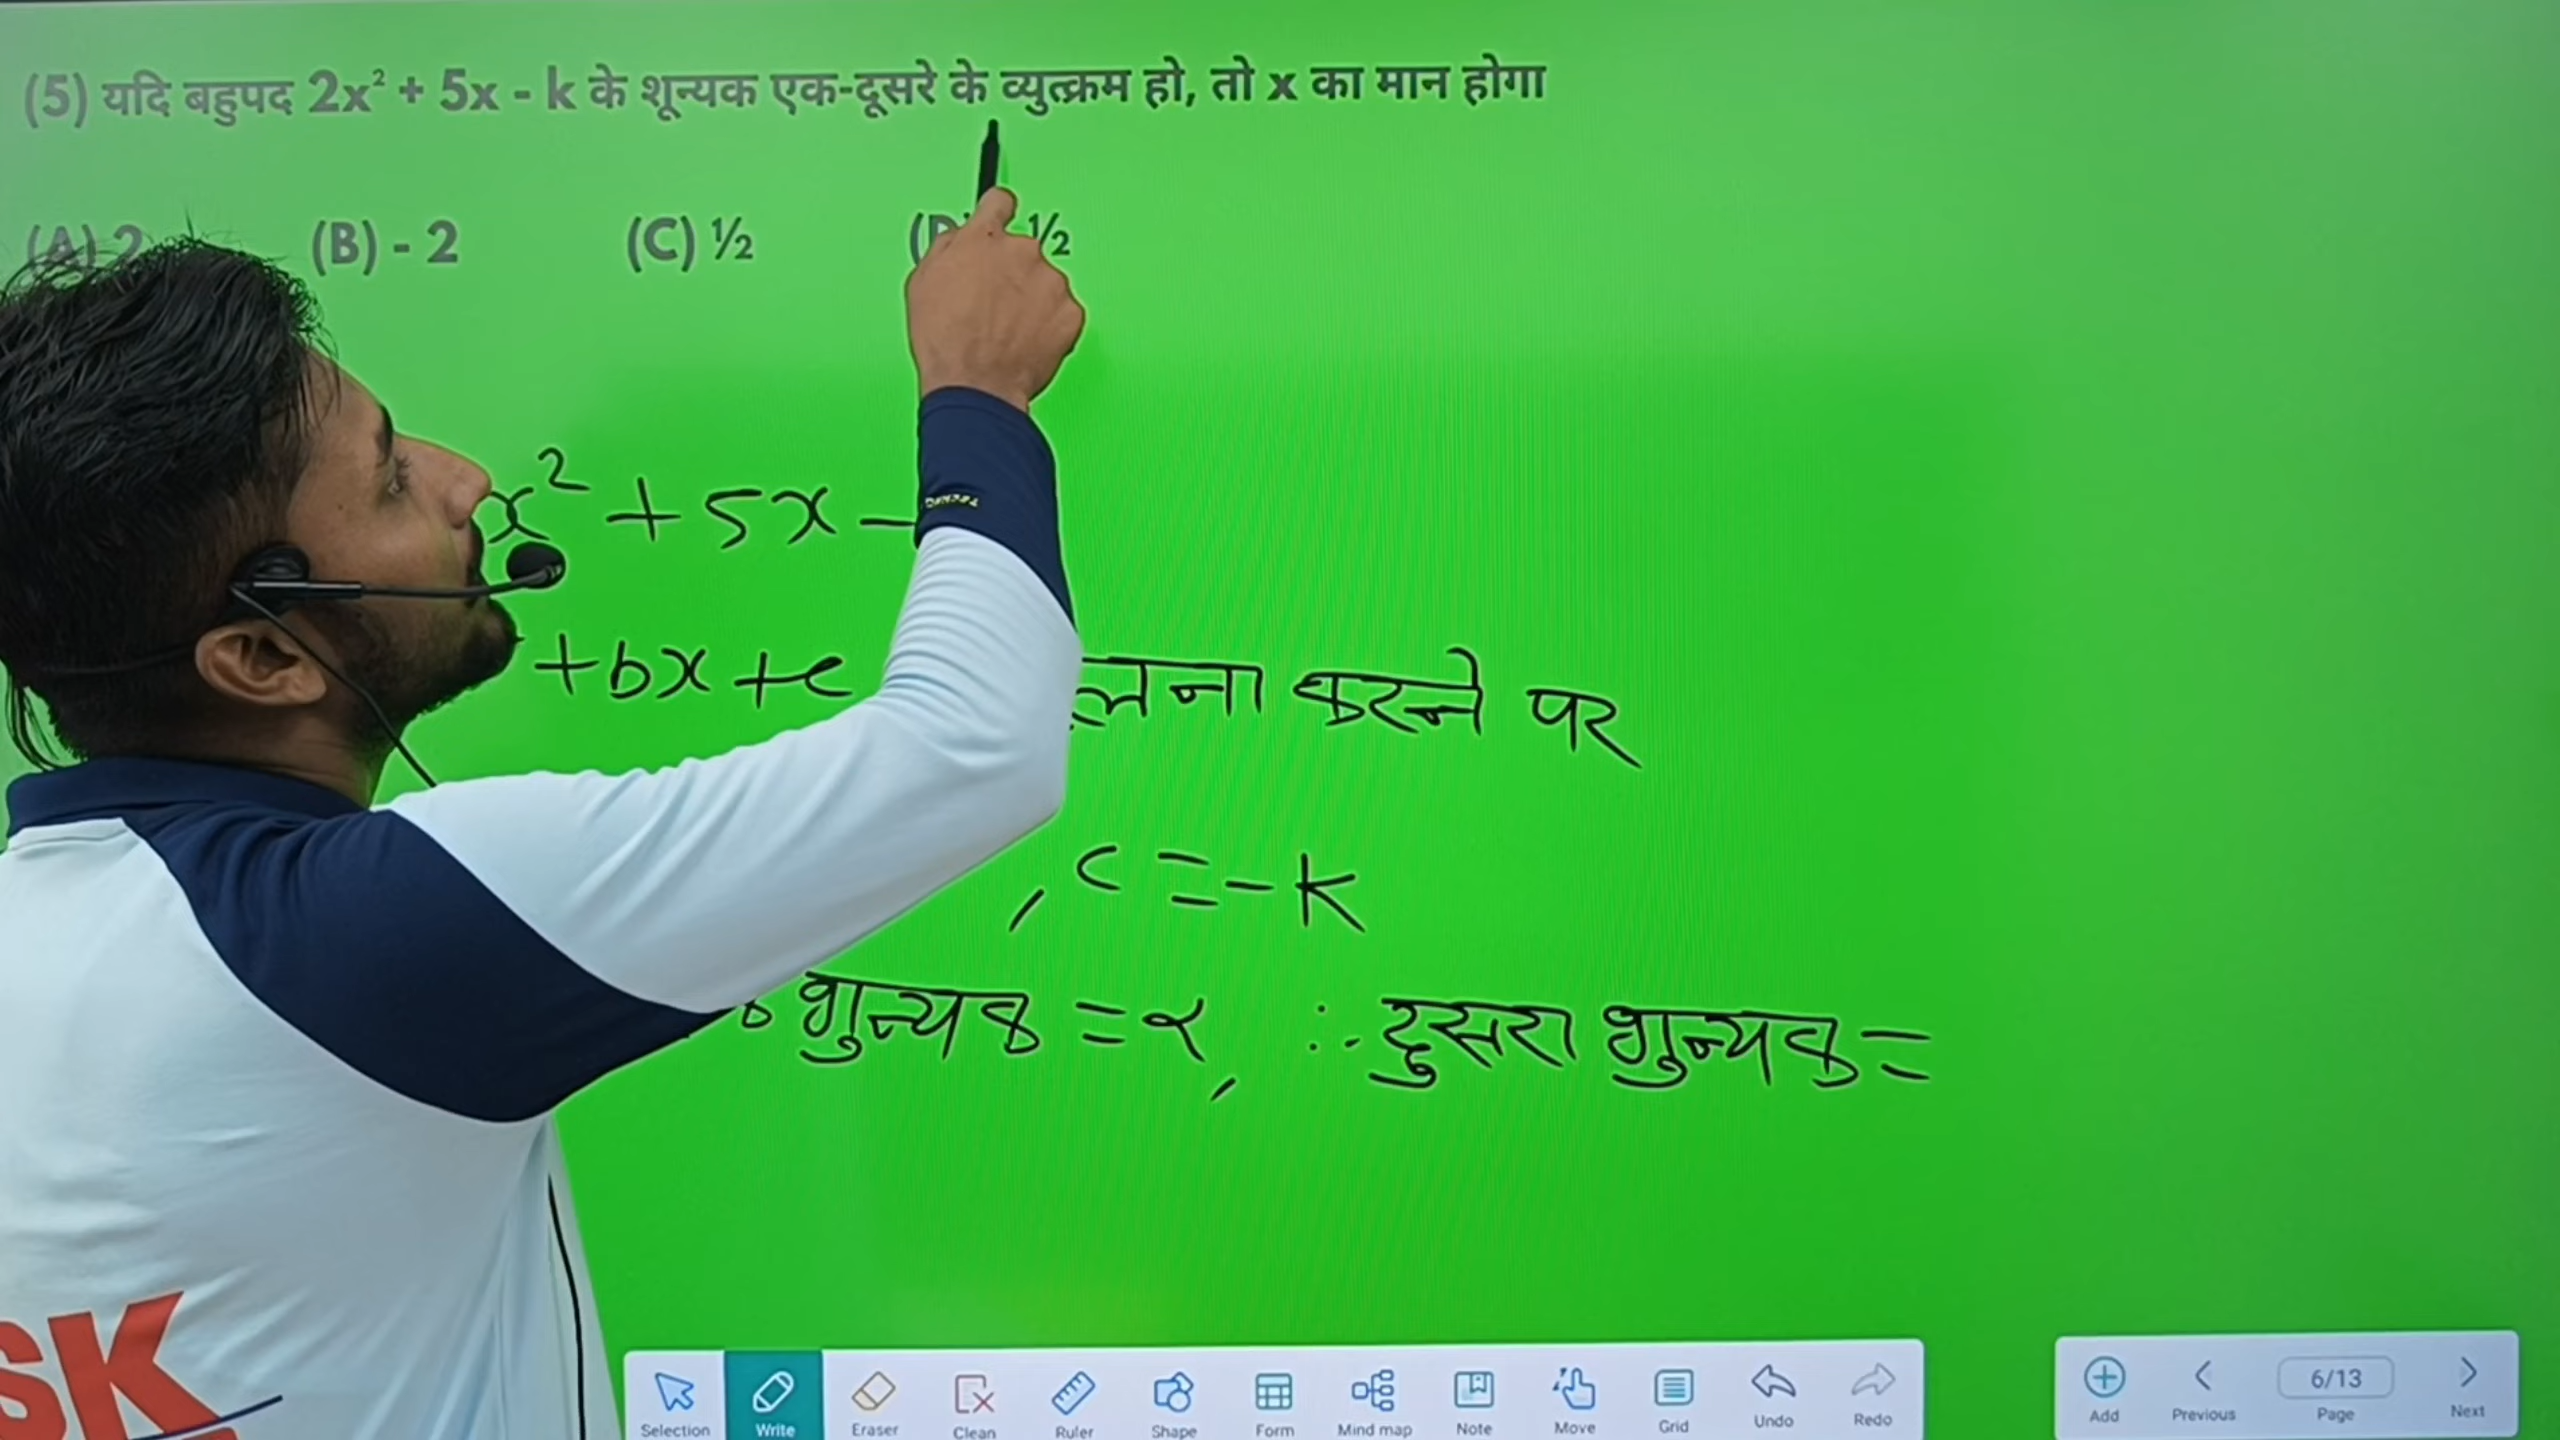 (5) यदि बहुपद 2x² + 5x - k के शून्यक एक-दूसरे के व्युत्क्रम हो, तो x का मान होगा
(A) 2 (B) - 2 (C) ½ ½
x² + 5x -
+bx+c करने पर
, c = -k
शुन्यक = α, ∴ दुसरा शुन्यक =
SK
Selection Write Eraser Clean Ruler Shape Form Mind map Note Move Grid Undo Redo
Add Previous 6/13 Page Next